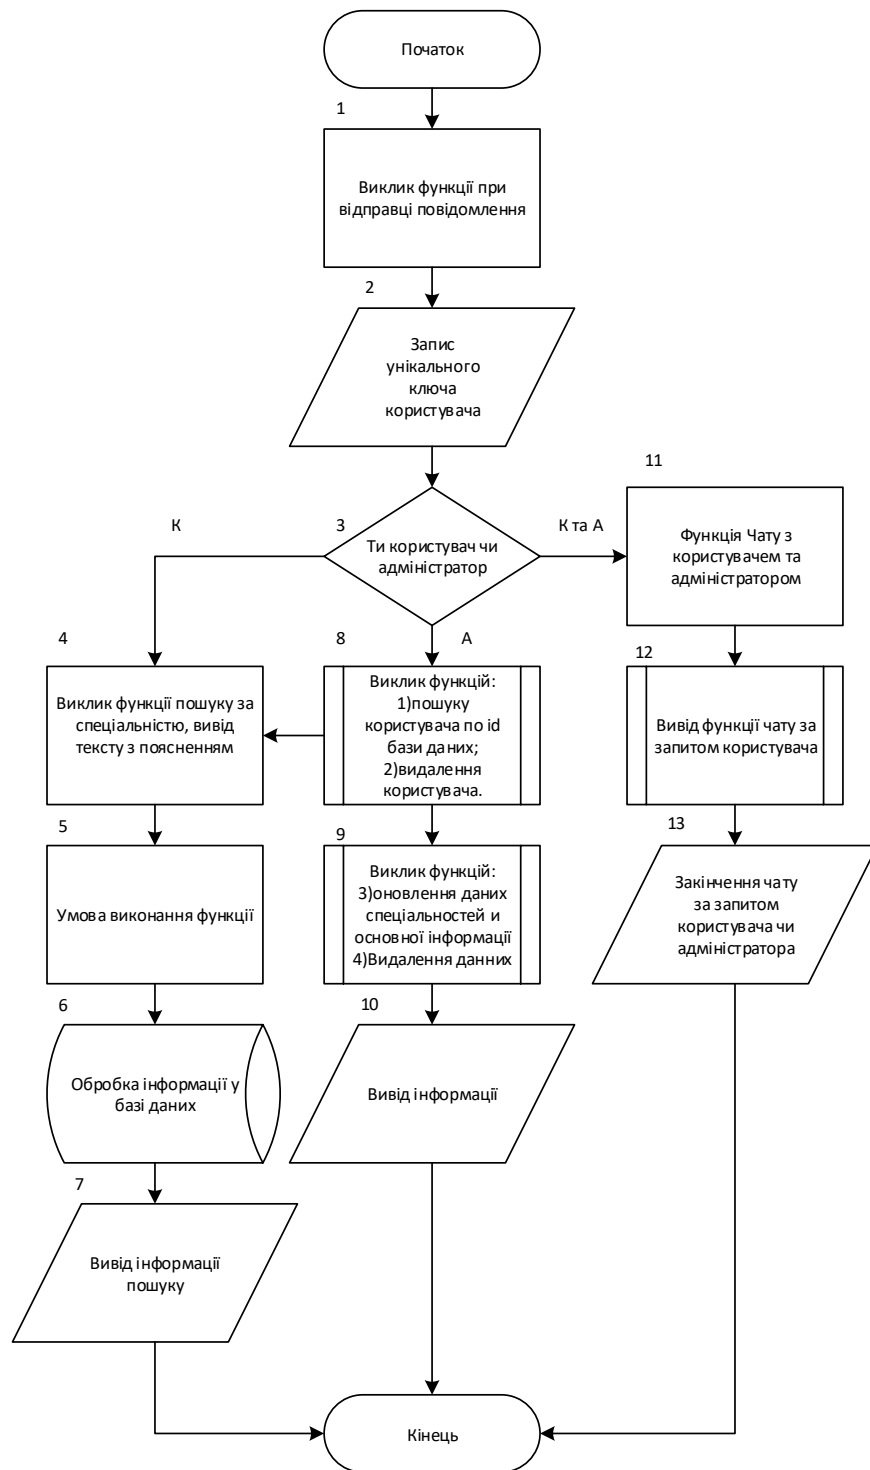 Початок
1
Виклик функції при
відправці повідомлення
2
Запис
унікального
ключа
користувача
3
Ти користувач чи
адміністратор
К
К та А
А
11
Функція Чату з
користувачем та
адміністратором
4
Виклик функції пошуку за
спеціальністю, вивід
тексту з поясненням
8
Виклик функцій:
1)пошуку
користувача по id
бази даних;
2)видалення
користувача.
12
Вивід функції чату за
запитом користувача
5
Умова виконання функції
9
Виклик функцій:
3)оновлення даних
спеціальностей и
основної інформації
4)Видалення данних
13
Закінчення чату
за запитом
користувача чи
адміністратора
6
Обробка інформації у
базі даних
10
Вивід інформації
7
Вивід інформації
пошуку
Кінець